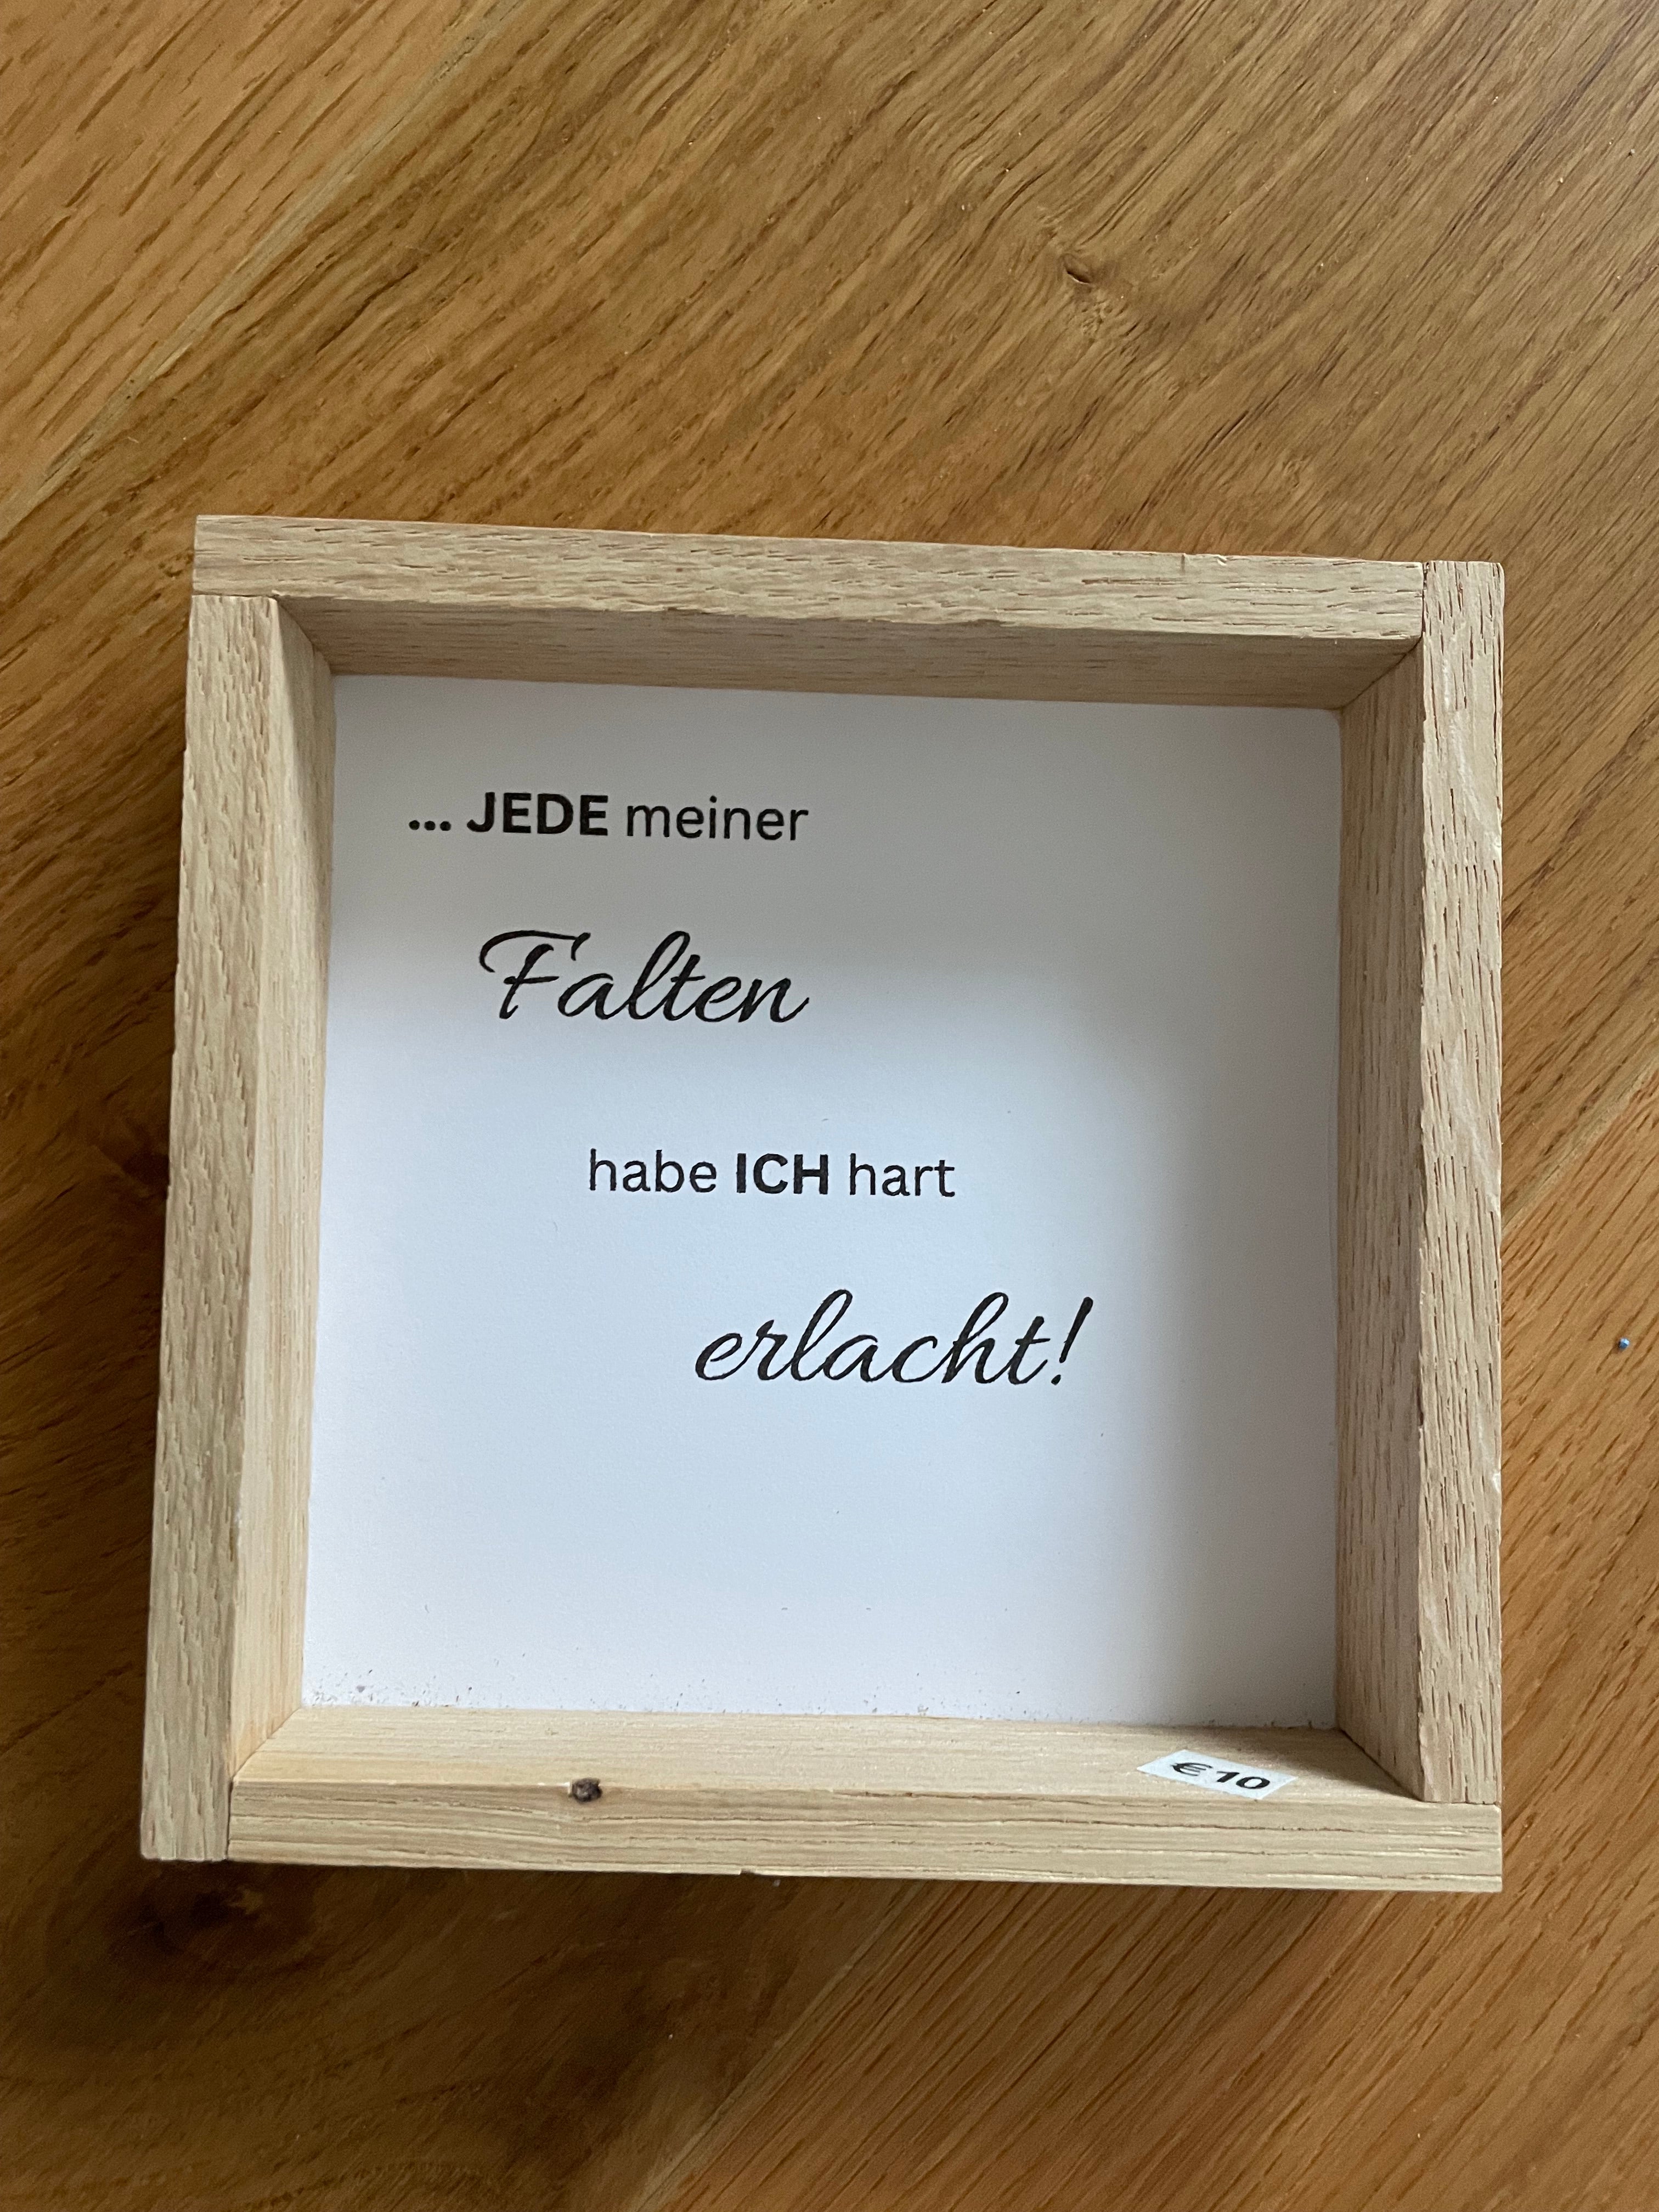 ... JEDE meiner
Falten
habe ICH hart
erlacht!
€10